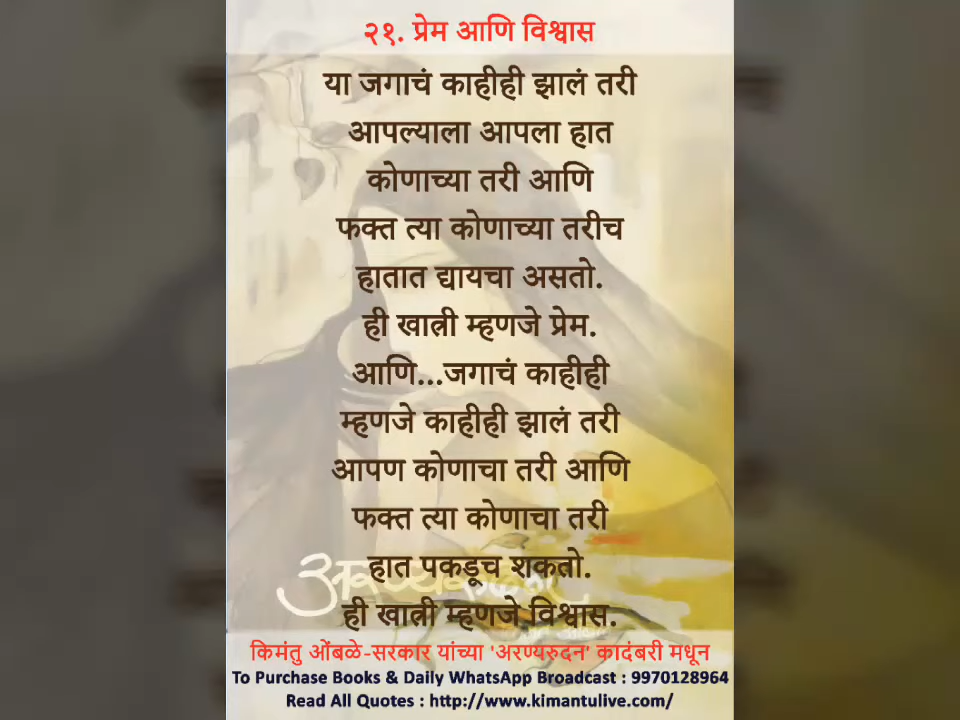 २१. प्रेम आणि विश्वास
या जगाचं काहीही झालं तरी
आपल्याला आपला हात
कोणाच्या तरी आणि
फक्त त्या कोणाच्या तरीच
हातात द्यायचा असतो.
ही खात्री म्हणजे प्रेम.
आणि...जगाचं काहीही
म्हणजे काहीही झालं तरी
आपण कोणाचा तरी आणि
फक्त त्या कोणाचा तरी
हात पकडूच शकतो.
ही खात्री म्हणजे विश्वास.
किमंतु ओंबळे-सरकार यांच्या 'अरण्यरुदन' कादंबरी मधून
To Purchase Books & Daily WhatsApp Broadcast : 9970128964
Read All Quotes : http://www.kimantulive.com/